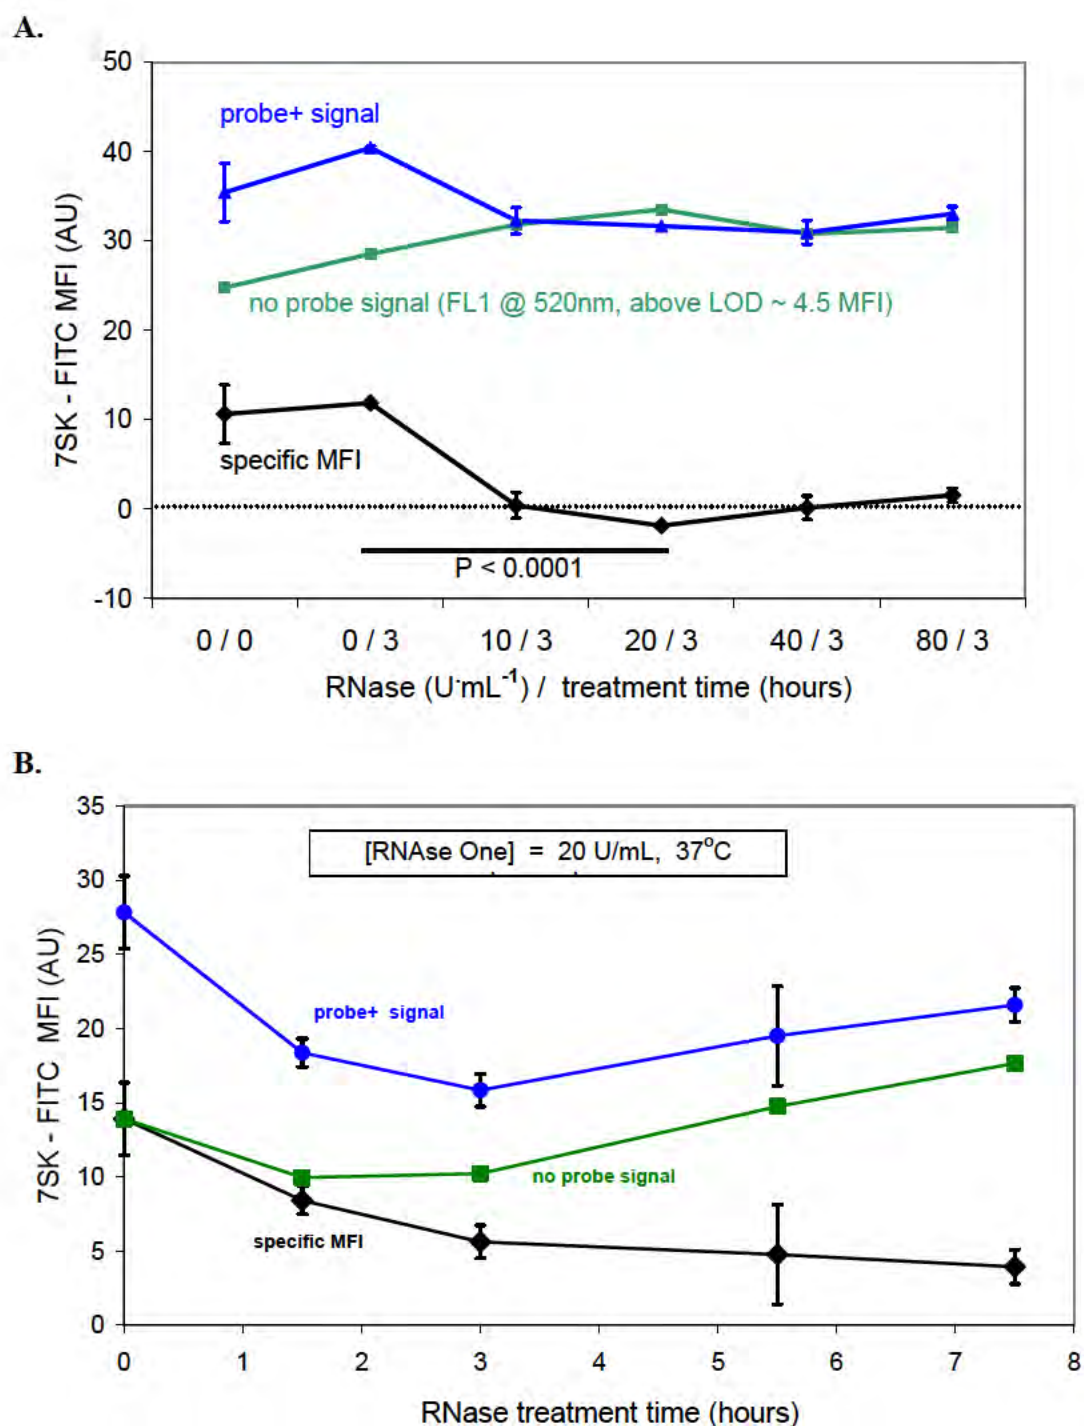 A.
50
probe+ signal
40
30
no probe signal (FL1 @ 520nm, above LOD ~ 4.5 MFI)
20
10
specific MFI
0
P < 0.0001
-10
7SK - FITC MFI (AU)
0 / 0 0 / 3 10 / 3 20 / 3 40 / 3 80 / 3
RNase (U·mL⁻¹) / treatment time (hours)
B.
35
[RNAse One] = 20 U/mL, 37°C
30
25
probe+ signal
20
15
no probe signal
10
specific MFI
5
0
7SK - FITC MFI (AU)
0 1 2 3 4 5 6 7 8
RNase treatment time (hours)